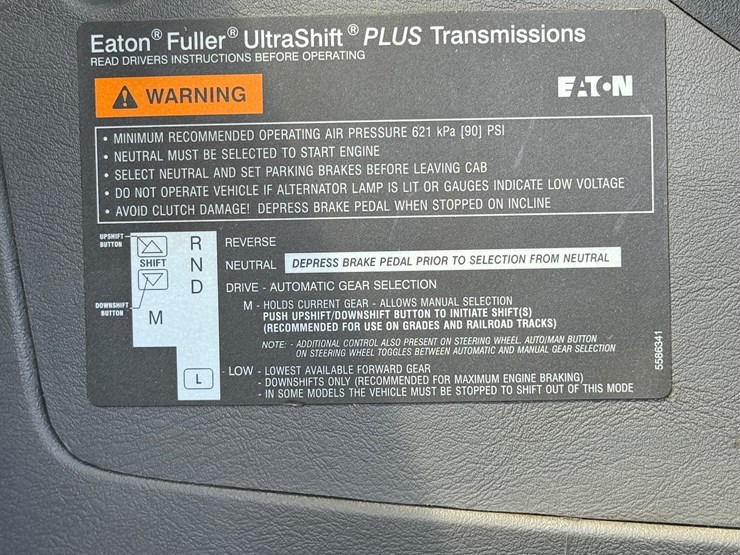 Eaton® Fuller® UltraShift® PLUS Transmissions
READ DRIVERS INSTRUCTIONS BEFORE OPERATING
EATON
WARNING
• MINIMUM RECOMMENDED OPERATING AIR PRESSURE 621 kPa [90] PSI
• NEUTRAL MUST BE SELECTED TO START ENGINE
• SELECT NEUTRAL AND SET PARKING BRAKES BEFORE LEAVING CAB
• DO NOT OPERATE VEHICLE IF ALTERNATOR LAMP IS LIT OR GAUGES INDICATE LOW VOLTAGE
• AVOID CLUTCH DAMAGE! DEPRESS BRAKE PEDAL WHEN STOPPED ON INCLINE
UPSHIFT
BUTTON
SHIFT
DOWNSHIFT
BUTTON
R
N
D
M
L
REVERSE
NEUTRAL DEPRESS BRAKE PEDAL PRIOR TO SELECTION FROM NEUTRAL
DRIVE - AUTOMATIC GEAR SELECTION
M - HOLDS CURRENT GEAR - ALLOWS MANUAL SELECTION
PUSH UPSHIFT/DOWNSHIFT BUTTON TO INITIATE SHIFT(S)
(RECOMMENDED FOR USE ON GRADES AND RAILROAD TRACKS)
NOTE: - ADDITIONAL CONTROL ALSO PRESENT ON STEERING WHEEL. AUTO/MAN BUTTON
ON STEERING WHEEL TOGGLES BETWEEN AUTOMATIC AND MANUAL GEAR SELECTION
- LOW - LOWEST AVAILABLE FORWARD GEAR
- DOWNSHIFTS ONLY (RECOMMENDED FOR MAXIMUM ENGINE BRAKING)
- IN SOME MODELS THE VEHICLE MUST BE STOPPED TO SHIFT OUT OF THIS MODE
5586341